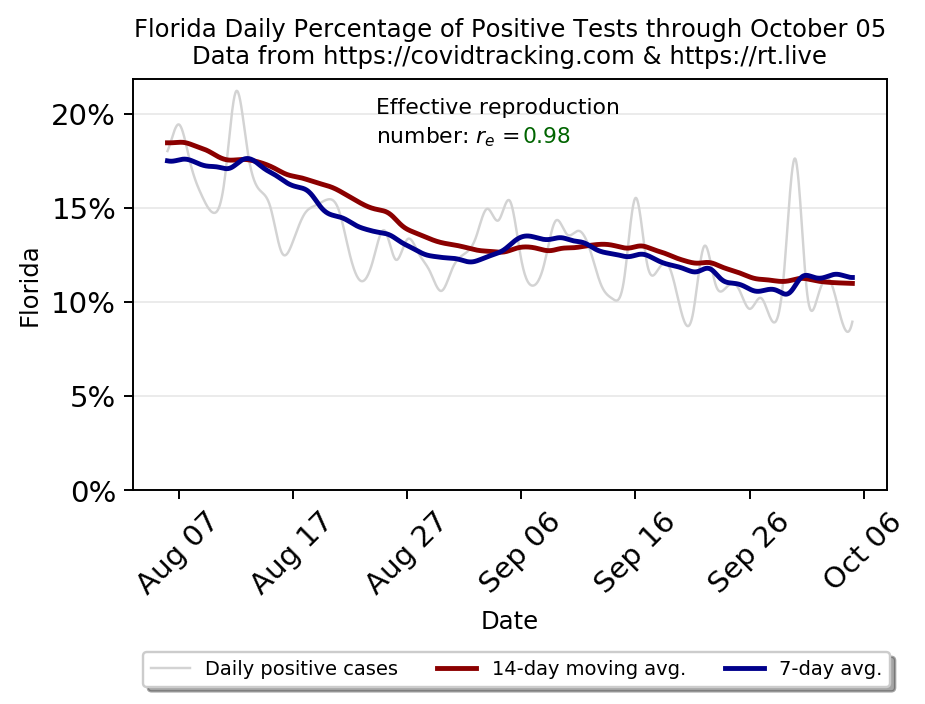 Florida Daily Percentage of Positive Tests through October 05
Data from https://covidtracking.com & https://rt.live
Effective reproduction
number: rₑ =0.98
20%
15%
10%
5%
0%
Florida
Aug 07
Aug 17
Aug 27
Sep 06
Sep 16
Sep 26
Oct 06
Date
Daily positive cases
14-day moving avg.
7-day avg.